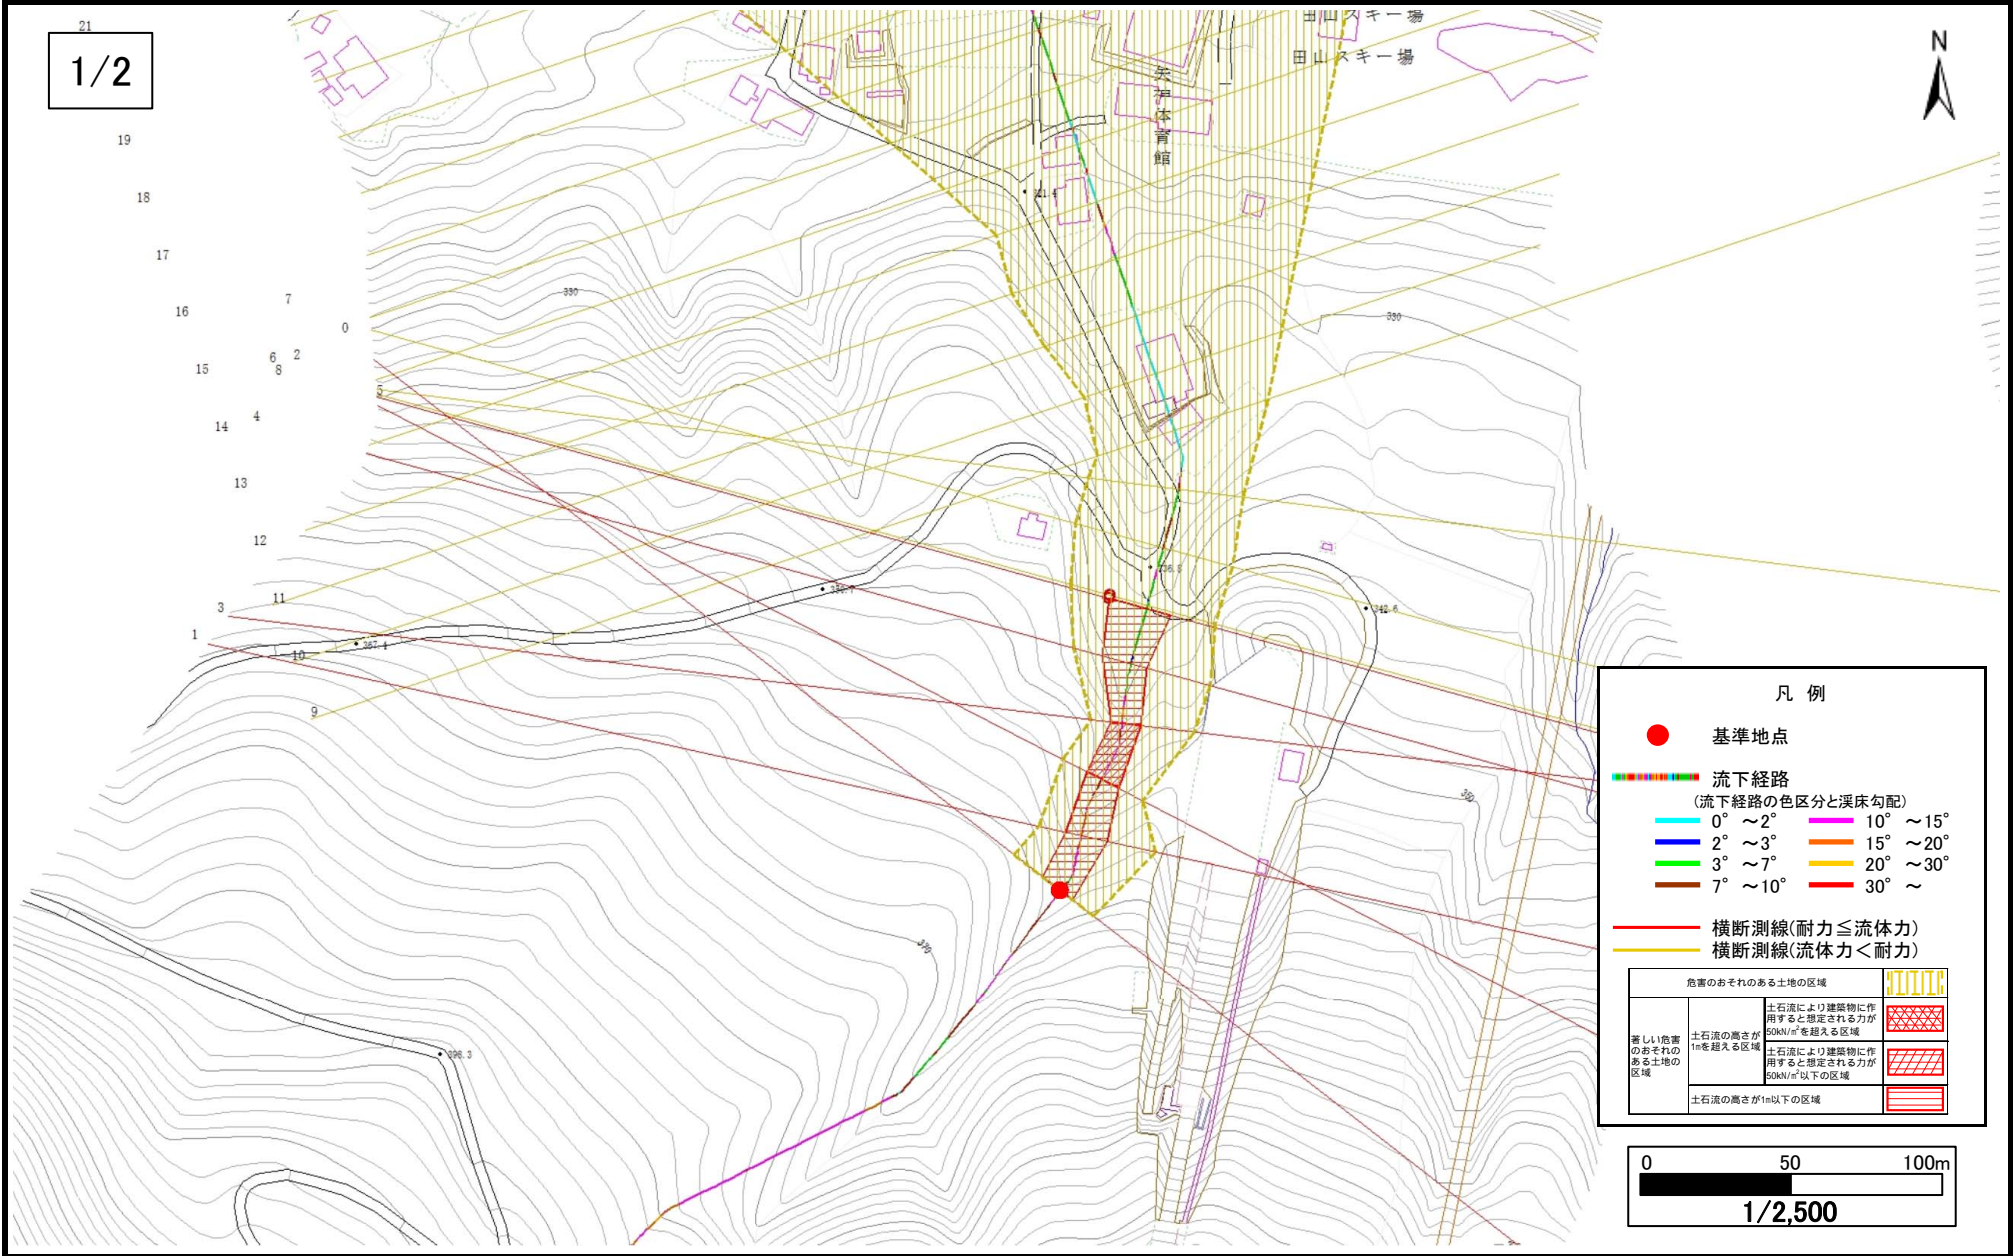 21
1/2
19
18
17
16
7
0
6
2
15
8
5
4
14
13
12
3
11
1
10
9
田山スキー場
田山スキー場
矢神体育館
N
330
330
342.6
367.4
396.3
370
350
凡 例
基準地点
流下経路
(流下経路の色区分と渓床勾配)
0° ～2°
10° ～15°
2° ～3°
15° ～20°
3° ～7°
20° ～30°
7° ～10°
30° ～
横断測線(耐力≦流体力)
横断測線(流体力＜耐力)
危害のおそれのある土地の区域
著しい危害
のおそれの
ある土地の
区域
土石流の高さが
1mを超える区域
土石流により建築物に作
用すると想定される力が
50kN/㎡を超える区域
土石流により建築物に作
用すると想定される力が
50kN/㎡以下の区域
土石流の高さが1m以下の区域
0 50 100m
1/2,500